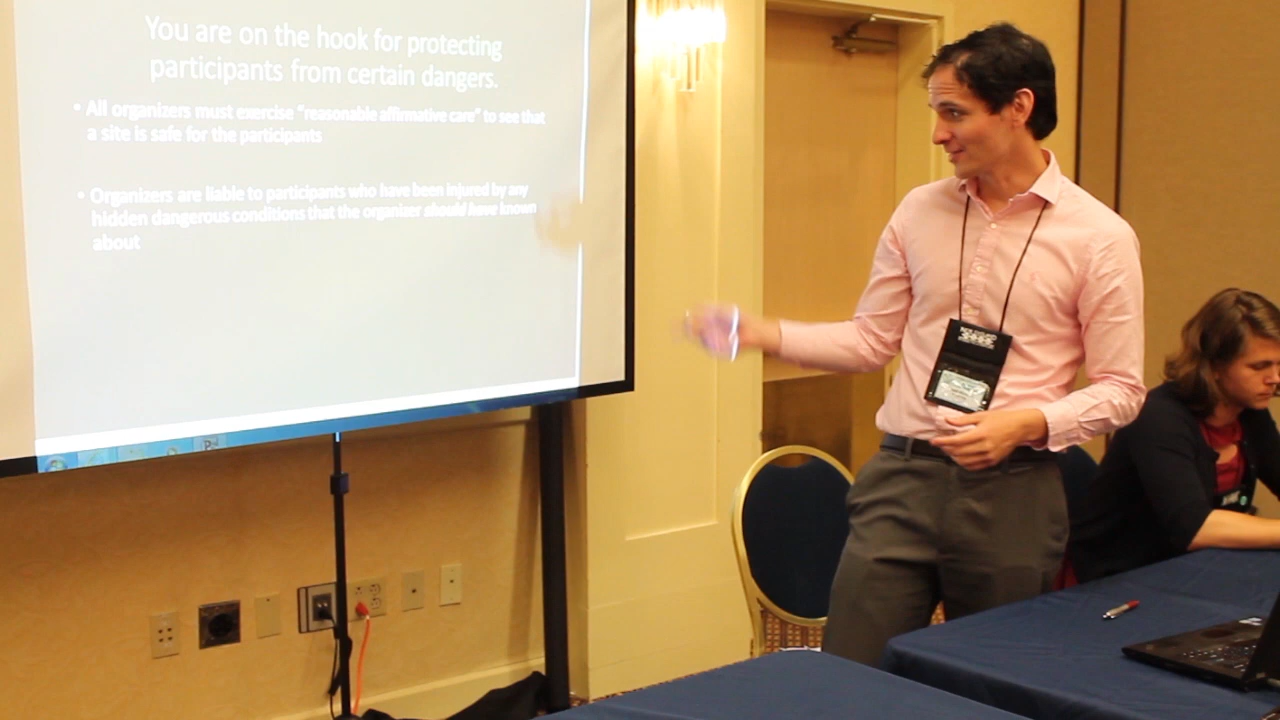 You are on the hook for protecting
participants from certain dangers.
• All organizers must exercise “reasonable affirmative care” to see that
a site is safe for the participants
• Organizers are liable to participants who have been injured by any
hidden dangerous conditions that the organizer should have known
about